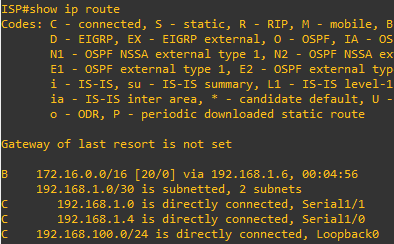 ISP#show ip route
Codes: C - connected, S - static, R - RIP, M - mobile, B
D - EIGRP, EX - EIGRP external, O - OSPF, IA - OS
N1 - OSPF NSSA external type 1, N2 - OSPF NSSA ex
E1 - OSPF external type 1, E2 - OSPF external typ
i - IS-IS, su - IS-IS summary, L1 - IS-IS level-1
ia - IS-IS inter area, * - candidate default, U -
o - ODR, P - periodic downloaded static route
Gateway of last resort is not set
B 172.16.0.0/16 [20/0] via 192.168.1.6, 00:04:56
192.168.1.0/30 is subnetted, 2 subnets
C 192.168.1.0 is directly connected, Serial1/1
C 192.168.1.4 is directly connected, Serial1/0
C 192.168.100.0/24 is directly connected, Loopback0